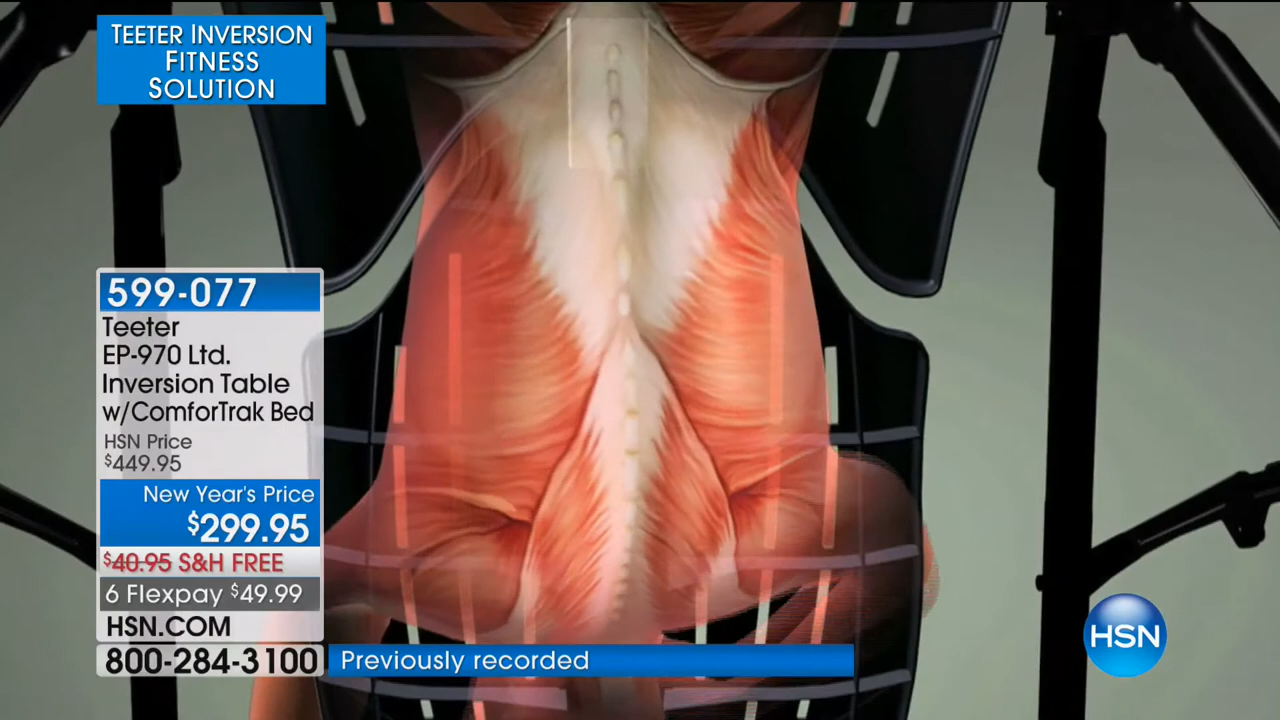 TEETER INVERSION
FITNESS
SOLUTION
599-077
Teeter
EP-970 Ltd.
Inversion Table
w/ComforTrak Bed
HSN Price
$449.95
New Year's Price
$299.95
$40.95 S&H FREE
6 Flexpay $49.99
HSN.COM
800-284-3100
Previously recorded
HSN